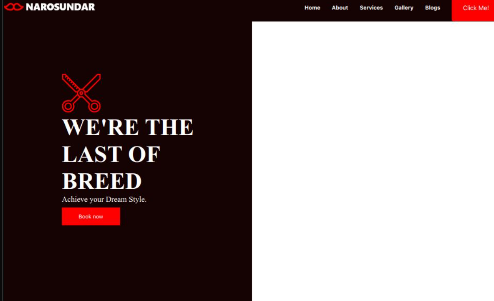 NAROSUNDAR
Home About Services Gallery Blogs Click Me!
WE'RE THE
LAST OF
BREED
Achieve your Dream Style.
Book now